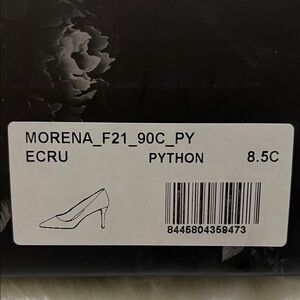 MORENA_F21_90C_PY
ECRU PYTHON 8.5C
8445804359473